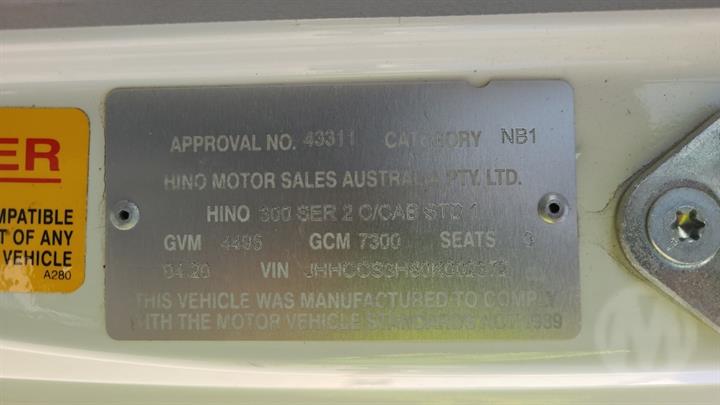 ER
MPATIBLE
T OF ANY
VEHICLE
A280
APPROVAL NO. 43311 CATEGORY NB1
HINO MOTOR SALES AUSTRALIA PTY. LTD.
HINO 300 SER 2 C/CAB STD 1
GVM 4495 GCM 7300 SEATS 3
04.20 VIN
THIS VEHICLE WAS MANUFACTURED TO COMPLY
WITH THE MOTOR VEHICLE STANDARDS ACT 1989